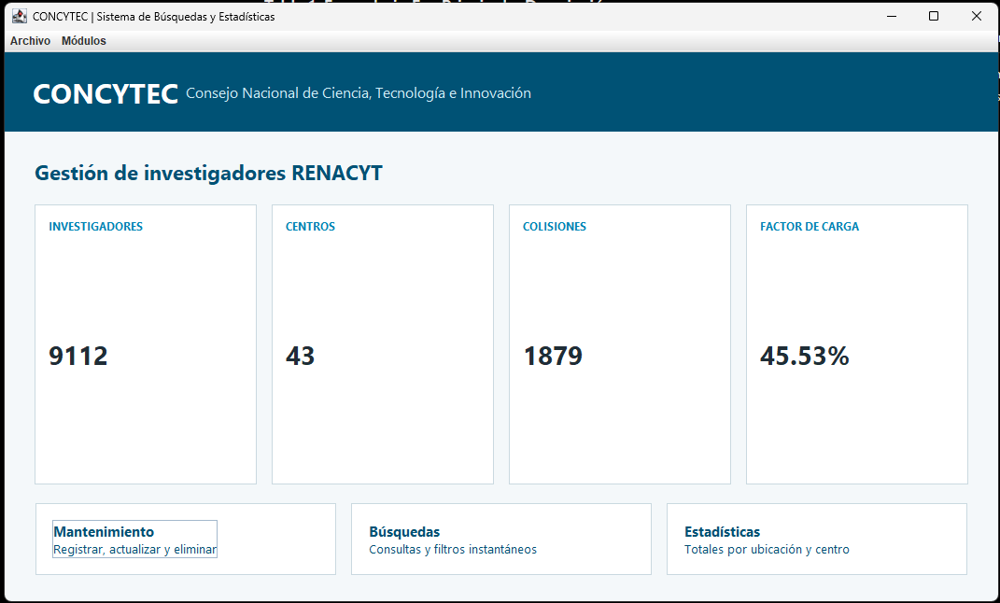 CONCYTEC | Sistema de Búsquedas y Estadísticas
Archivo Módulos
CONCYTEC Consejo Nacional de Ciencia, Tecnología e Innovación
Gestión de investigadores RENACYT
INVESTIGADORES
9112
CENTROS
43
COLISIONES
1879
FACTOR DE CARGA
45.53%
Mantenimiento
Registrar, actualizar y eliminar
Búsquedas
Consultas y filtros instantáneos
Estadísticas
Totales por ubicación y centro